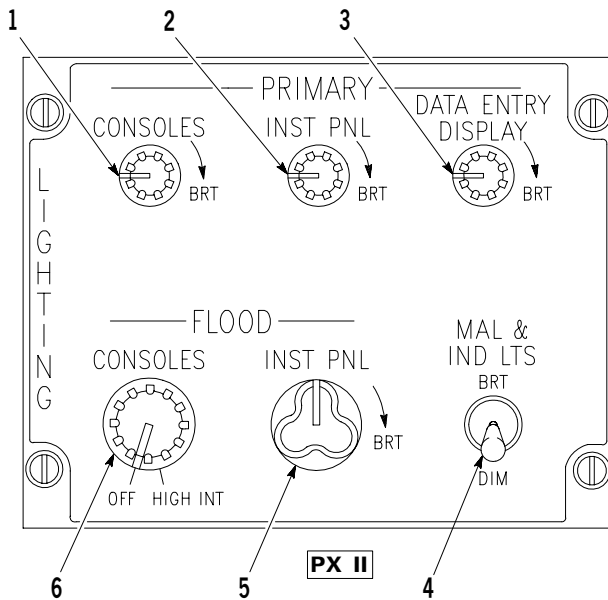 1 2 3
PRIMARY
CONSOLES INST PNL DATA ENTRY
DISPLAY
BRT BRT BRT
LIGHTING
FLOOD
CONSOLES INST PNL MAL &
IND LTS
BRT
BRT
OFF HIGH INT DIM
PX II
6 5 4